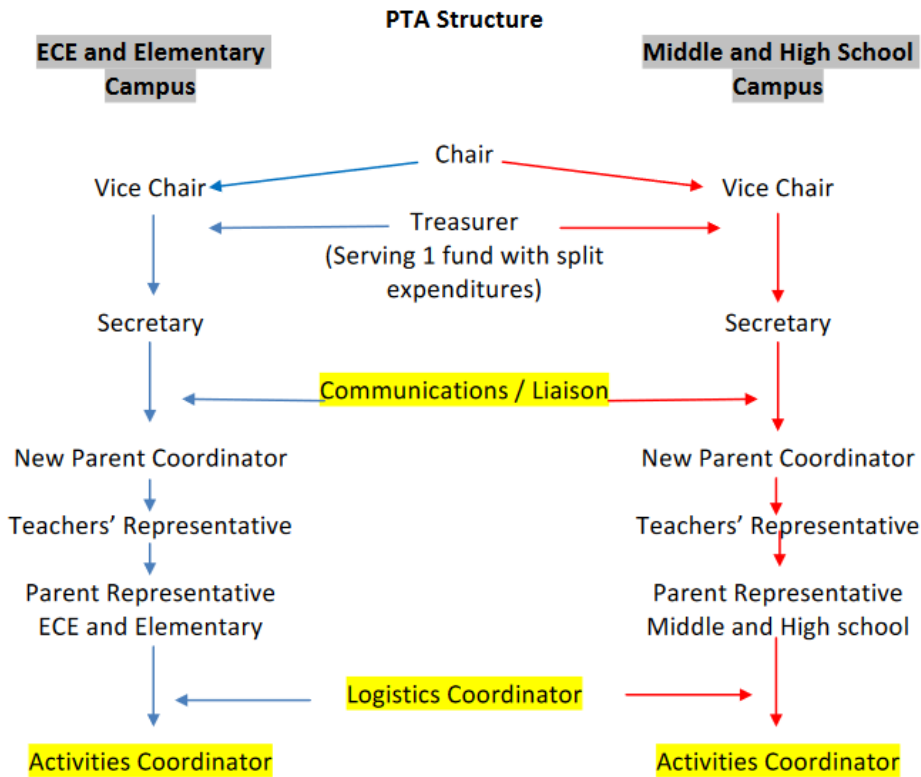 PTA Structure
ECE and Elementary
Campus
Middle and High School
Campus
Chair
Vice Chair
Vice Chair
Treasurer
(Serving 1 fund with split
expenditures)
Secretary
Secretary
Communications / Liaison
New Parent Coordinator
New Parent Coordinator
Teachers’ Representative
Teachers’ Representative
Parent Representative
ECE and Elementary
Parent Representative
Middle and High school
Logistics Coordinator
Activities Coordinator
Activities Coordinator